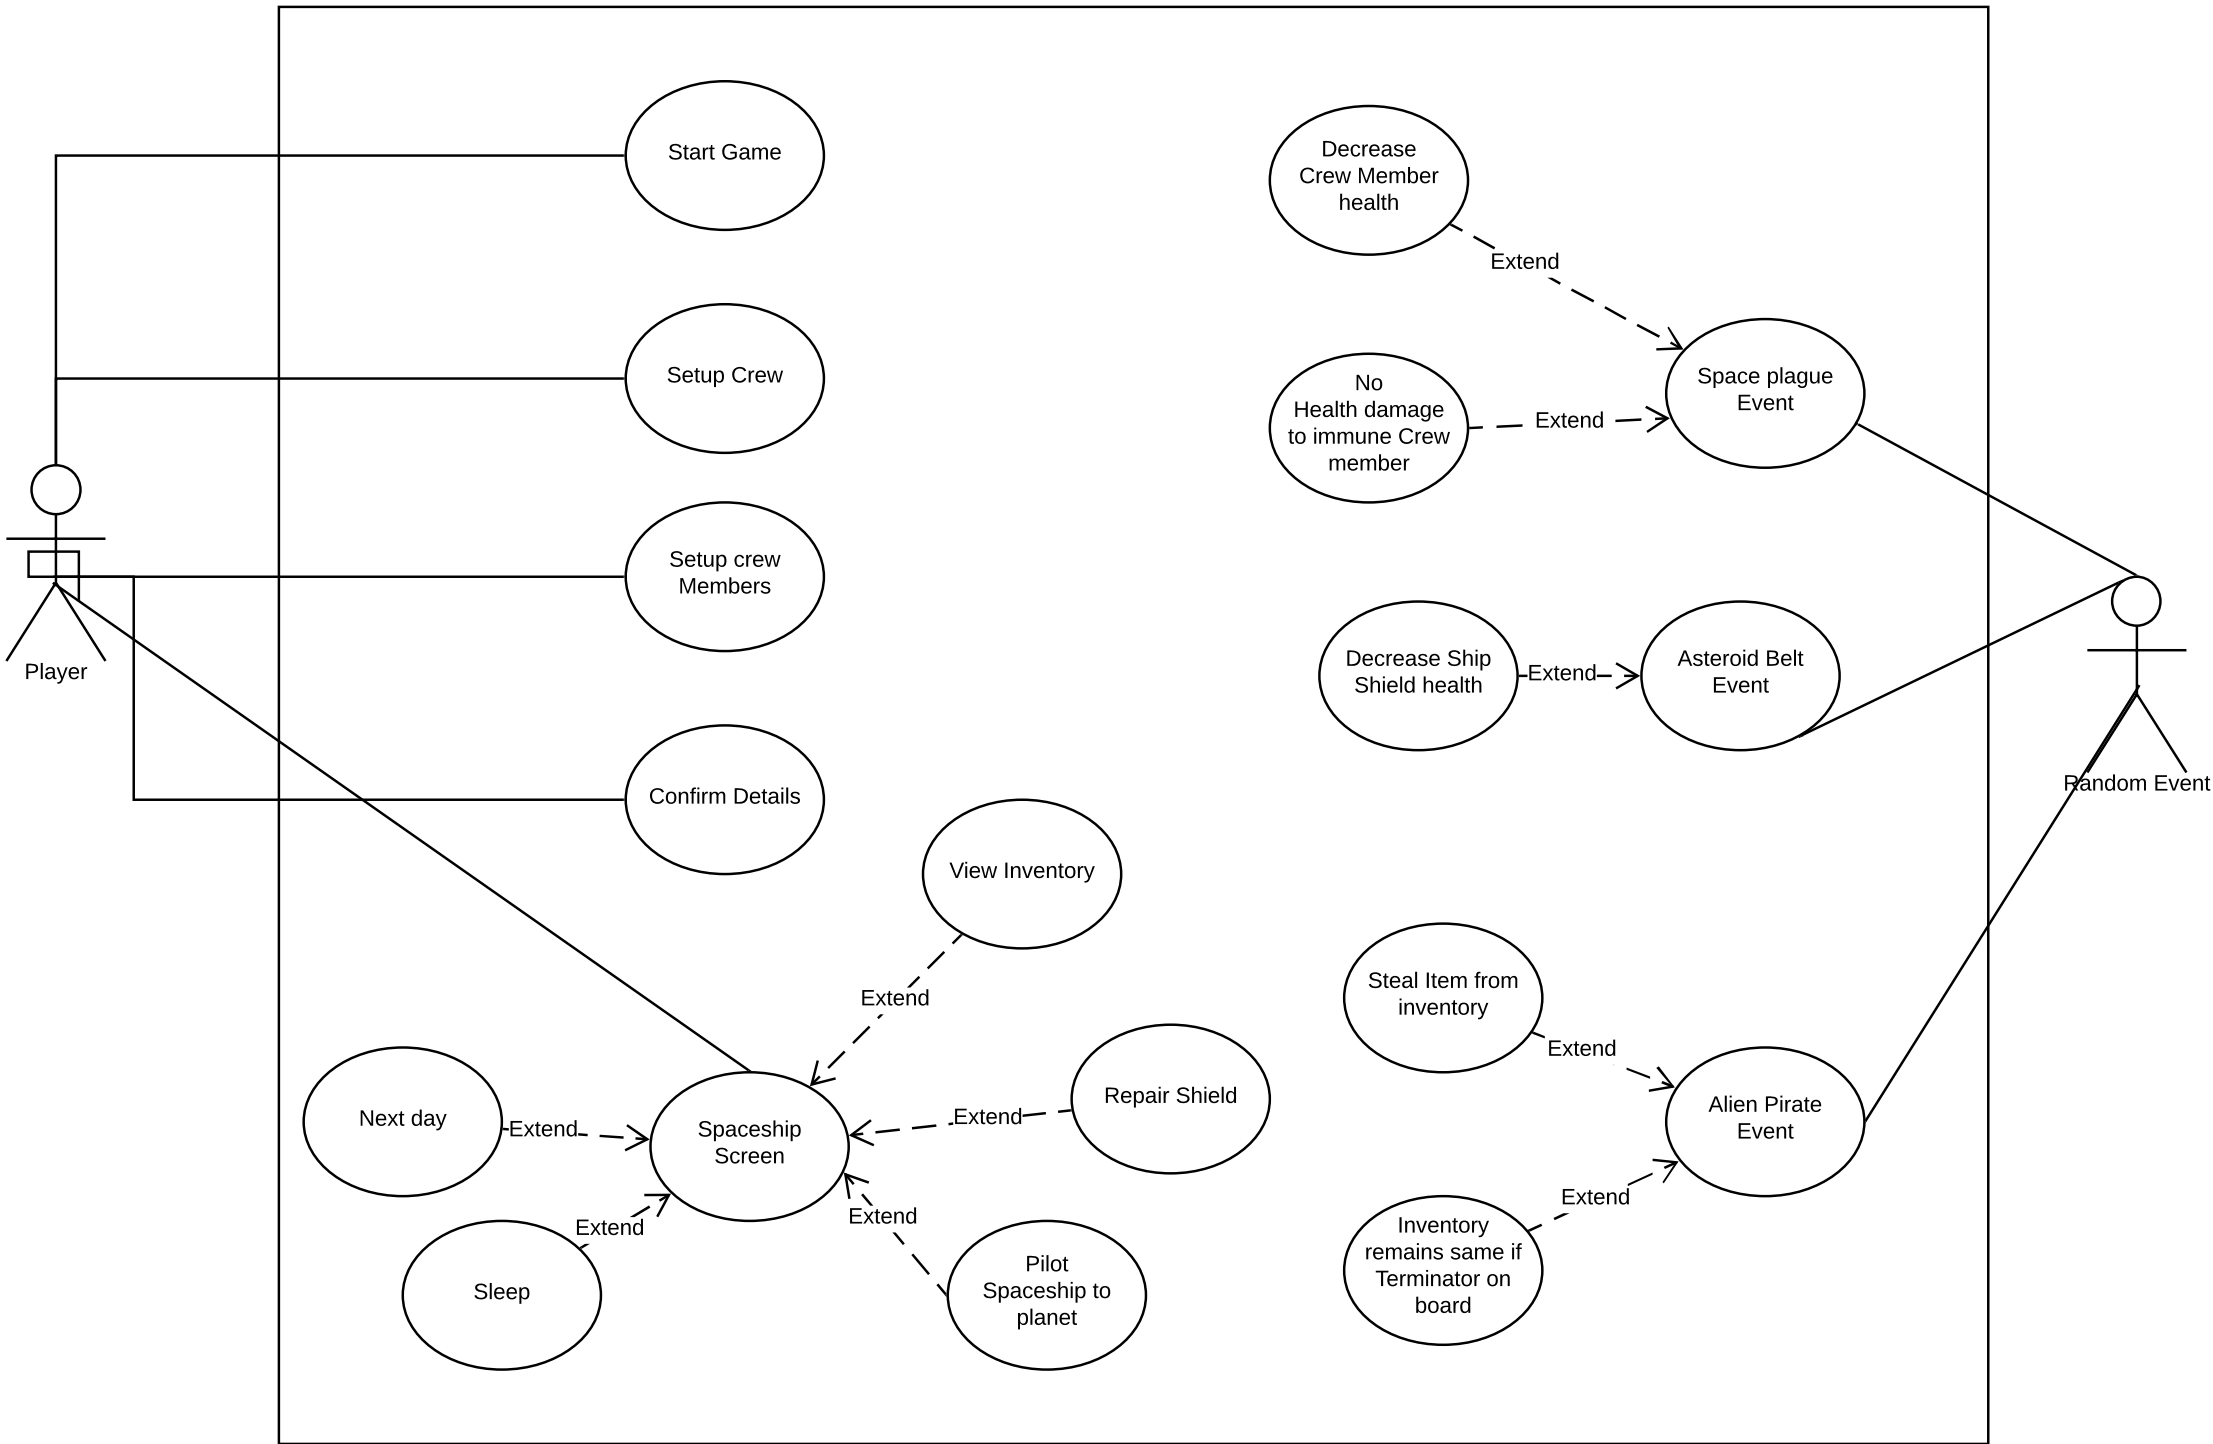 Start Game
Setup Crew
Setup crew
Members
Player
Confirm Details
View Inventory
Extend
Next day
Extend
Spaceship
Screen
Extend
Repair Shield
Sleep
Extend
Extend
Pilot
Spaceship to
planet
Decrease
Crew Member
health
Extend
No
Health damage
to immune Crew
member
Extend
Space plague
Event
Decrease Ship
Shield health
Extend
Asteroid Belt
Event
Random Event
Steal Item from
inventory
Extend
Alien Pirate
Event
Extend
Inventory
remains same if
Terminator on
board